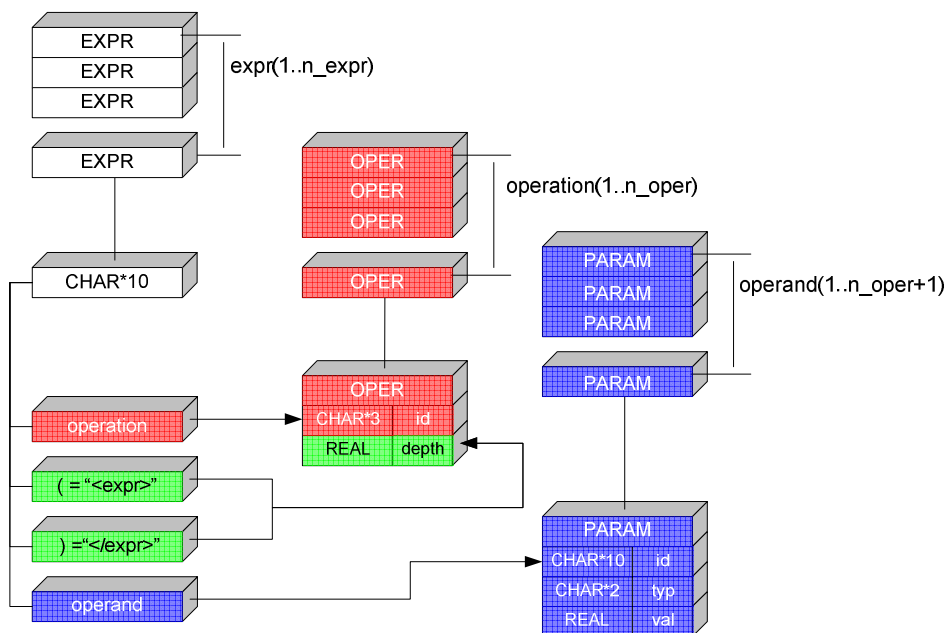 EXPR
EXPR
EXPR
expr(1..n_expr)
EXPR
OPER
OPER
OPER
operation(1..n_oper)
OPER
PARAM
PARAM
PARAM
operand(1..n_oper+1)
PARAM
CHAR*10
OPER
CHAR*3 id
REAL depth
operation
( = “<expr>”
) =“</expr>”
operand
PARAM
CHAR*10 id
CHAR*2 typ
REAL val